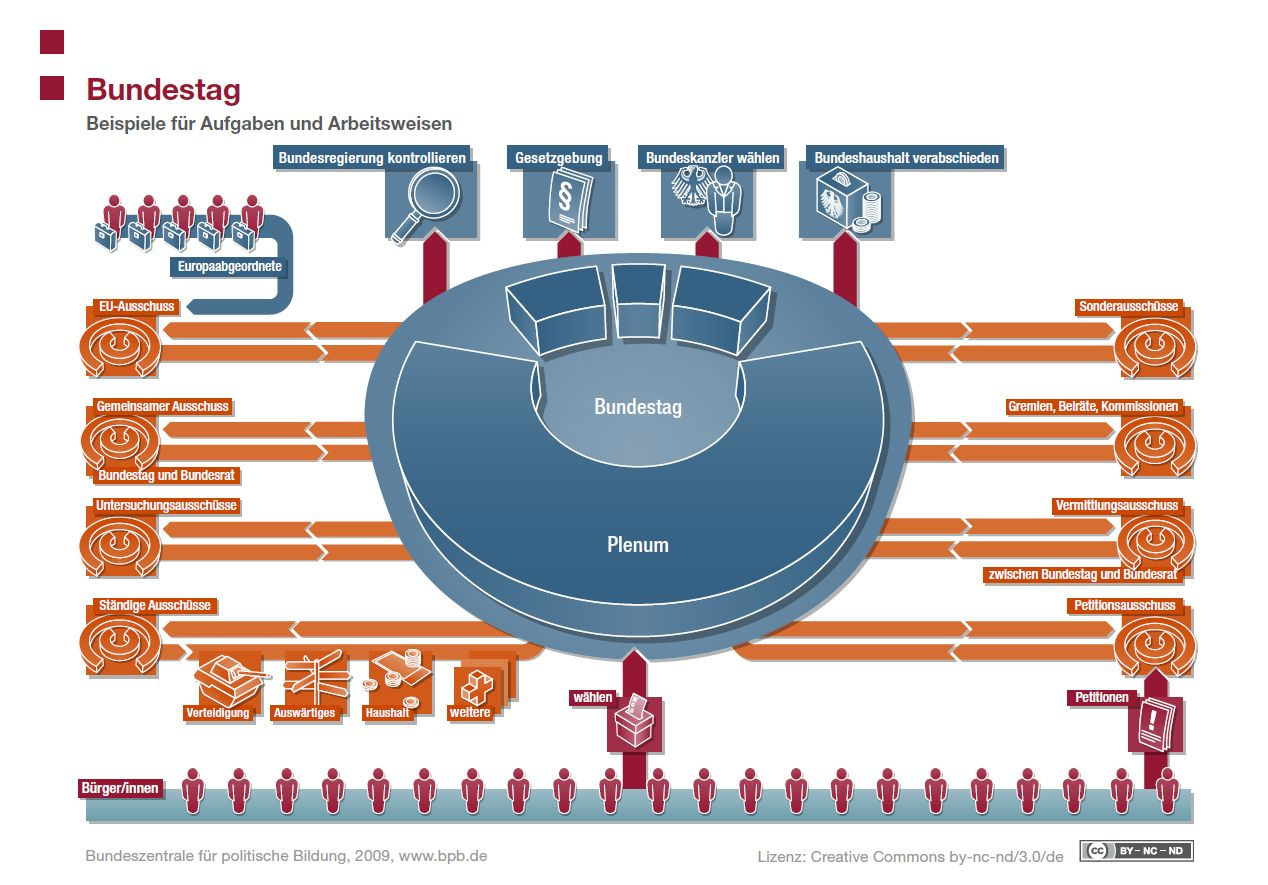 Bundestag
Beispiele für Aufgaben und Arbeitsweisen
Bundesregierung kontrollieren
Gesetzgebung
Bundeskanzler wählen
Bundeshaushalt verabschieden
§
Europaabgeordnete
EU-Ausschuss
Sonderausschüsse
Gemeinsamer Ausschuss
Bundestag und Bundesrat
Gremien, Beiräte, Kommissionen
Bundestag
Untersuchungsausschüsse
Vermittlungsausschuss
zwischen Bundestag und Bundesrat
Plenum
Ständige Ausschüsse
Petitionsausschuss
Verteidigung
Auswärtiges
Haushalt
weitere
wählen
Petitionen
!
Bürger/innen
Bundeszentrale für politische Bildung, 2009, www.bpb.de
Lizenz: Creative Commons by-nc-nd/3.0/de
cc BY - NC - ND